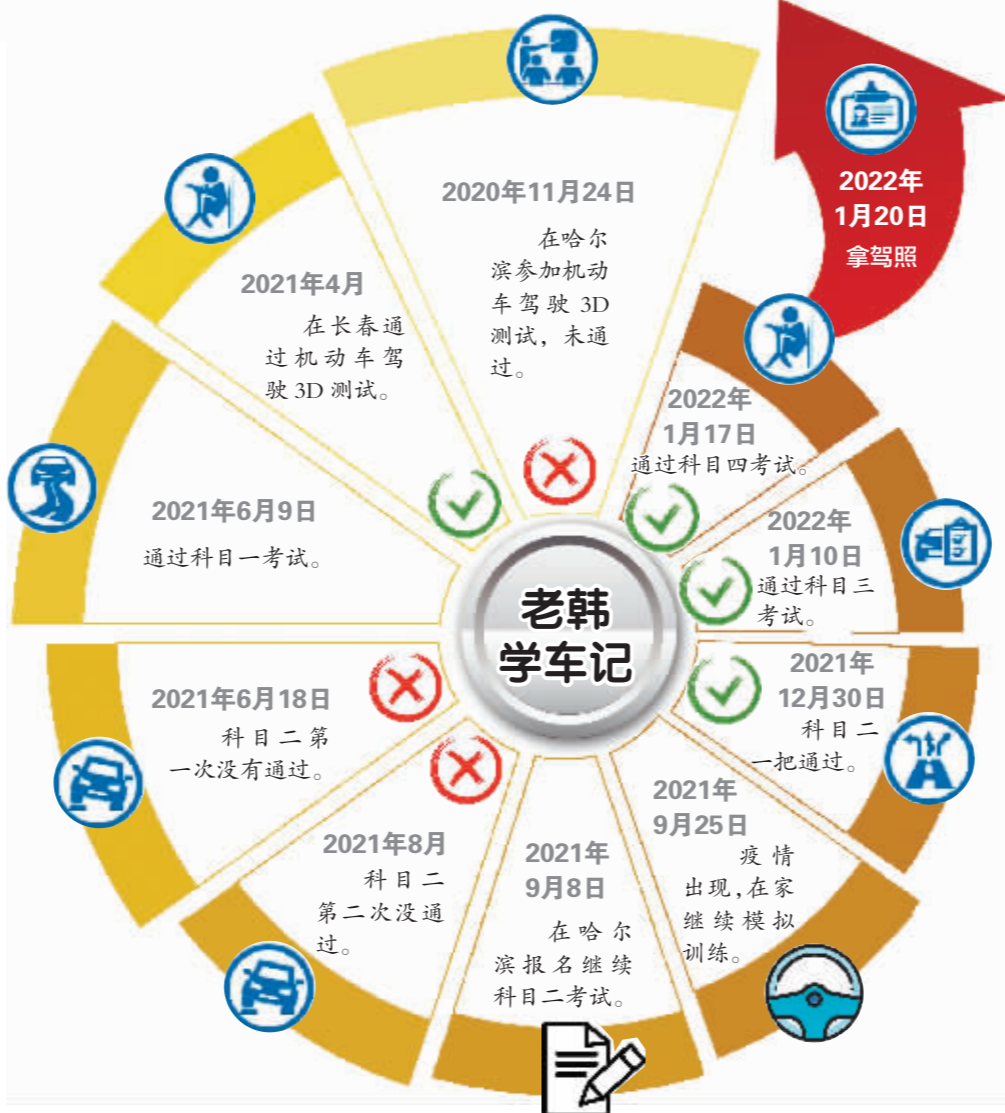 老韩
学车记
2020年11月24日
在哈尔
滨参加机动
车驾驶 3D
测试，未通
过。
2021年4月
在长春通
过机动车驾
驶 3D 测试。
2021年6月9日
通过科目一考试。
2021年6月18日
科目二第
一次没有通过。
2021年8月
科目二
第二次没通
过。
2021年
9月8日
在哈尔
滨报名继续
科目二考试。
2021年
9月25日
疫情
出现，在家
继续模拟
训练。
2021年
12月30日
科目二
一把通过。
2022年
1月10日
通过科目三
考试。
2022年
1月17日
通过科目四考试。
2022年
1月20日
拿驾照